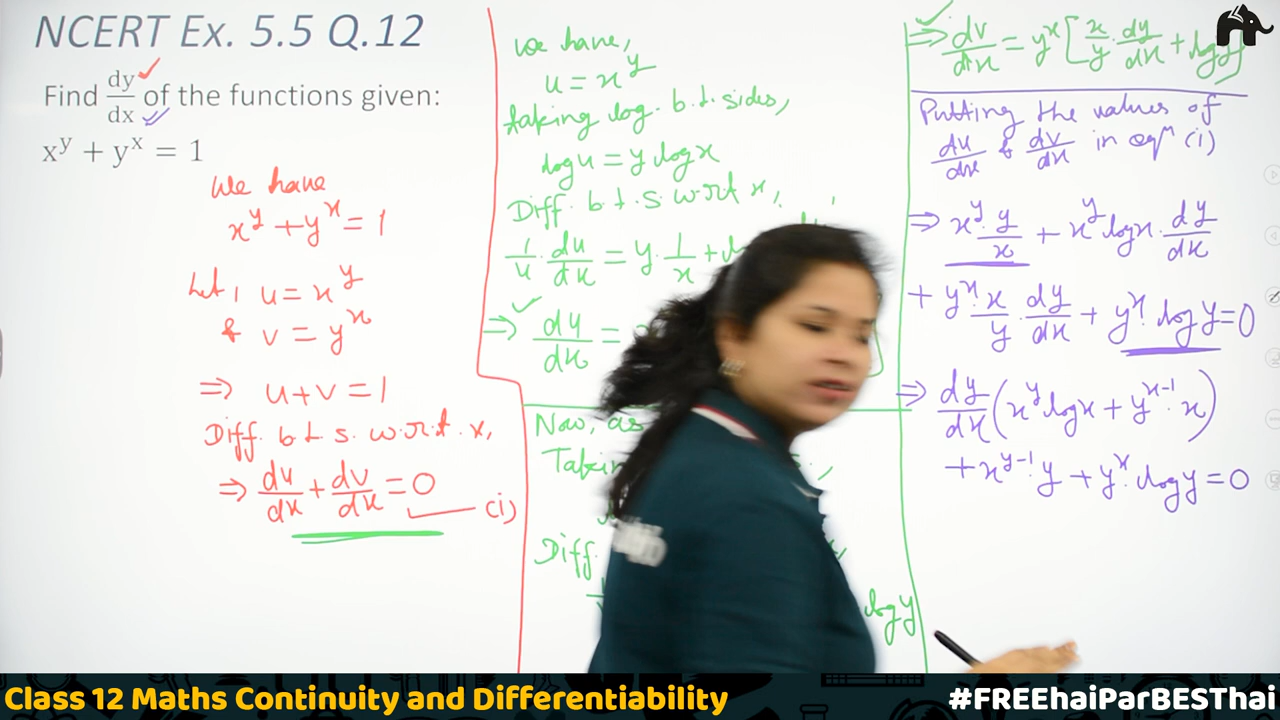 NCERT Ex. 5.5 Q.12
Find dy/dx of the functions given:
x^y + y^x = 1
We have
x^y + y^x = 1
Let, u = x^y
& v = y^x
⇒ u+v = 1
Diff. b t s. w.r.t. x,
⇒ du/dx + dv/dx = 0 (i)
we have,
u = x^y
taking log. b.t. sides,
log u = y log x
Diff. b.t.s. w.r.t x,
1/u · du/dx = y · 1/x +
⇒ du/dx =
Now, as
Diff.
log y
⇒ dv/dx = y^x [x/y · dy/dx + log y]
Putting the values of
du/dx & dv/dx in eqn (i)
⇒ x^y · y/x + x^y log x · dy/dx
+ y^x · x/y · dy/dx + y^x · log y = 0
⇒ dy/dx (x^y log x + y^x-1 · x)
+ x^y-1 y + y^x · log y = 0
Class 12 Maths Continuity and Differentiability
#FREEhaiParBESThai